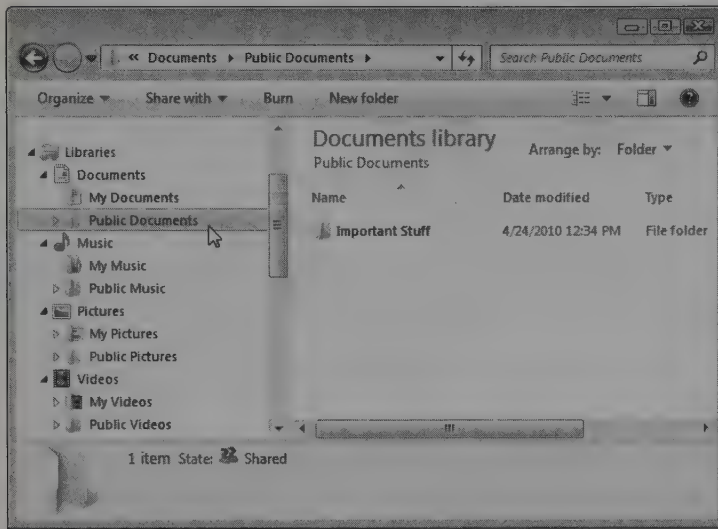 « Documents ▸ Public Documents ▸
Search Public Documents
Organize Share with Burn New folder
Libraries
Documents
My Documents
Public Documents
Music
My Music
Public Music
Pictures
My Pictures
Public Pictures
Videos
My Videos
Public Videos
Documents library
Public Documents
Arrange by: Folder
Name Date modified Type
Important Stuff 4/24/2010 12:34 PM File folder
1 item State: Shared